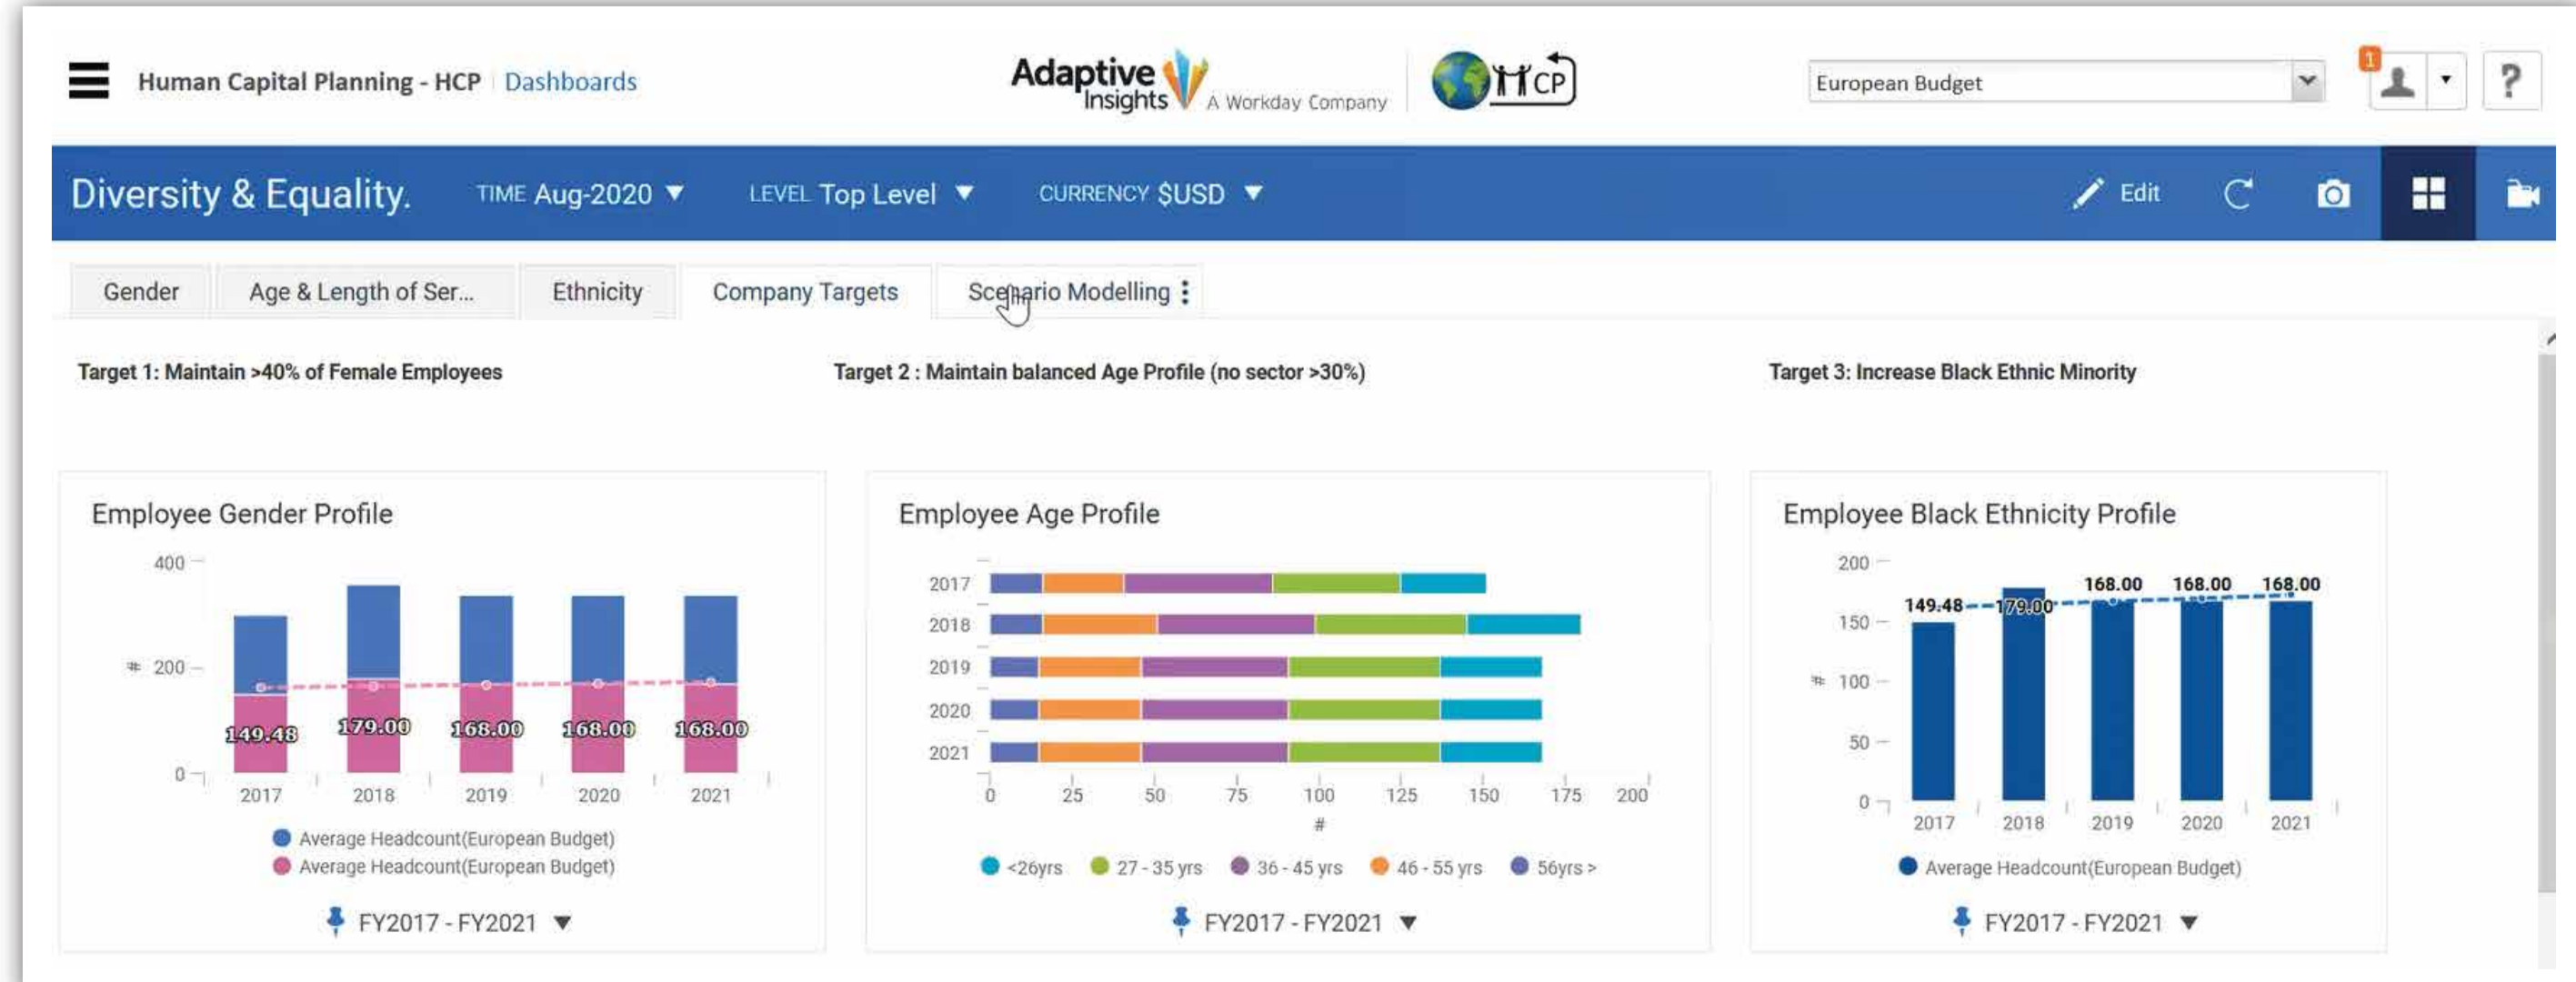 Human Capital Planning - HCP | Dashboards
Adaptive
Insights
A Workday Company
CP
European Budget
1
?
Diversity & Equality.
TIME Aug-2020 ▼
LEVEL Top Level ▼
CURRENCY $USD ▼
Edit
Gender
Age & Length of Ser...
Ethnicity
Company Targets
Scenario Modelling
Target 1: Maintain >40% of Female Employees
Target 2 : Maintain balanced Age Profile (no sector >30%)
Target 3: Increase Black Ethnic Minority
Employee Gender Profile
400
# 200
0
149.48 179.00 168.00 168.00 168.00
2017 2018 2019 2020 2021
Average Headcount(European Budget)
Average Headcount(European Budget)
FY2017 - FY2021 ▼
Employee Age Profile
2017
2018
2019
2020
2021
0 25 50 75 100 125 150 175 200
#
<26yrs 27 - 35 yrs 36 - 45 yrs 46 - 55 yrs 56yrs >
FY2017 - FY2021 ▼
Employee Black Ethnicity Profile
200
150
# 100
50
0
149.48 179.00 168.00 168.00 168.00
2017 2018 2019 2020 2021
Average Headcount(European Budget)
FY2017 - FY2021 ▼